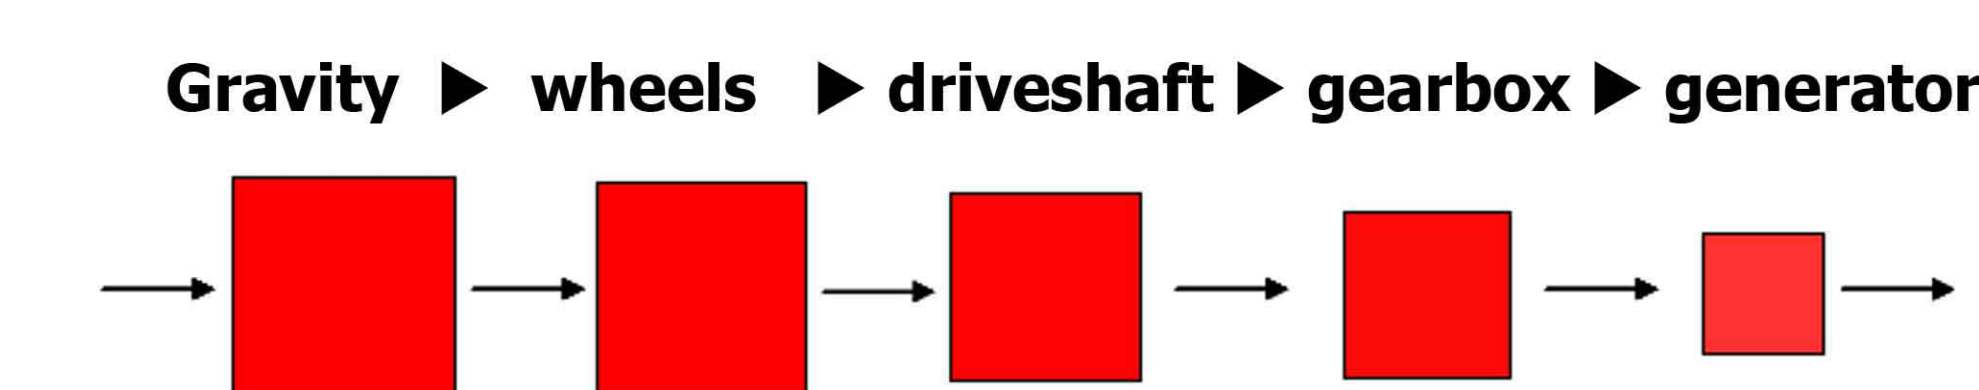 Gravity ▶ wheels ▶ driveshaft ▶ gearbox ▶ generator